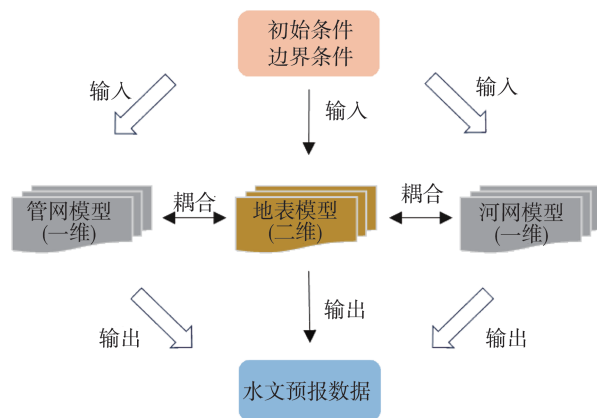 初始条件
边界条件
输入
输入
输入
管网模型
(一维)
耦合
地表模型
(二维)
耦合
河网模型
(一维)
输出
输出
输出
水文预报数据